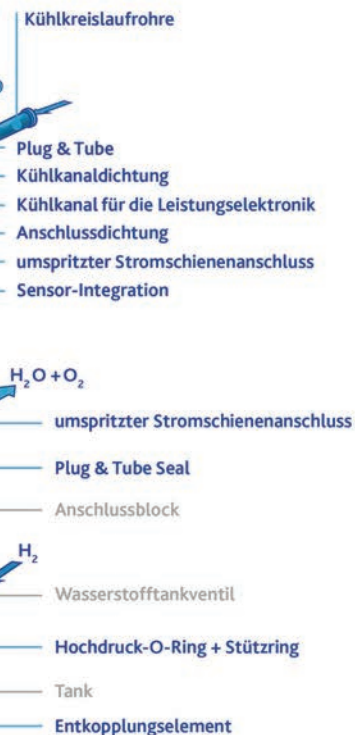 Kühlkreislaufrohre
Plug & Tube
Kühlkanaldichtung
Kühlkanal für die Leistungselektronik
Anschlussdichtung
umspritzter Stromschienenanschluss
Sensor-Integration
H₂O + O₂
umspritzter Stromschienenanschluss
Plug & Tube Seal
Anschlussblock
H₂
Wasserstofftankventil
Hochdruck-O-Ring + Stützring
Tank
Entkopplungselement